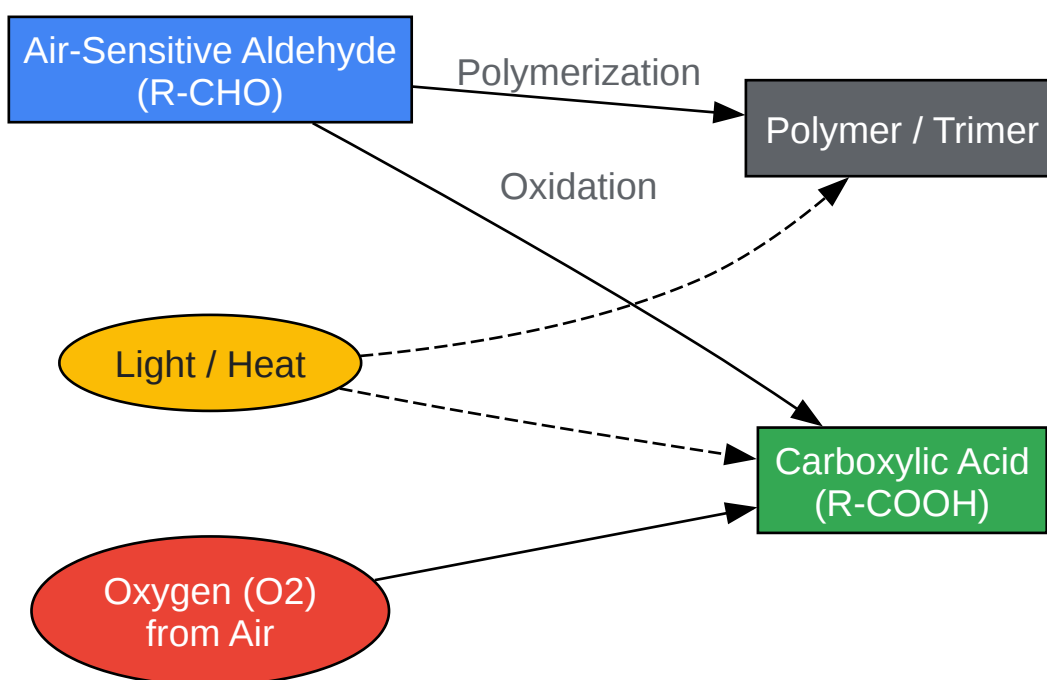 Air-Sensitive Aldehyde
(R-CHO)
Polymerization
Polymer / Trimer
Oxidation
Light / Heat
Carboxylic Acid
(R-COOH)
Oxygen (O2)
from Air